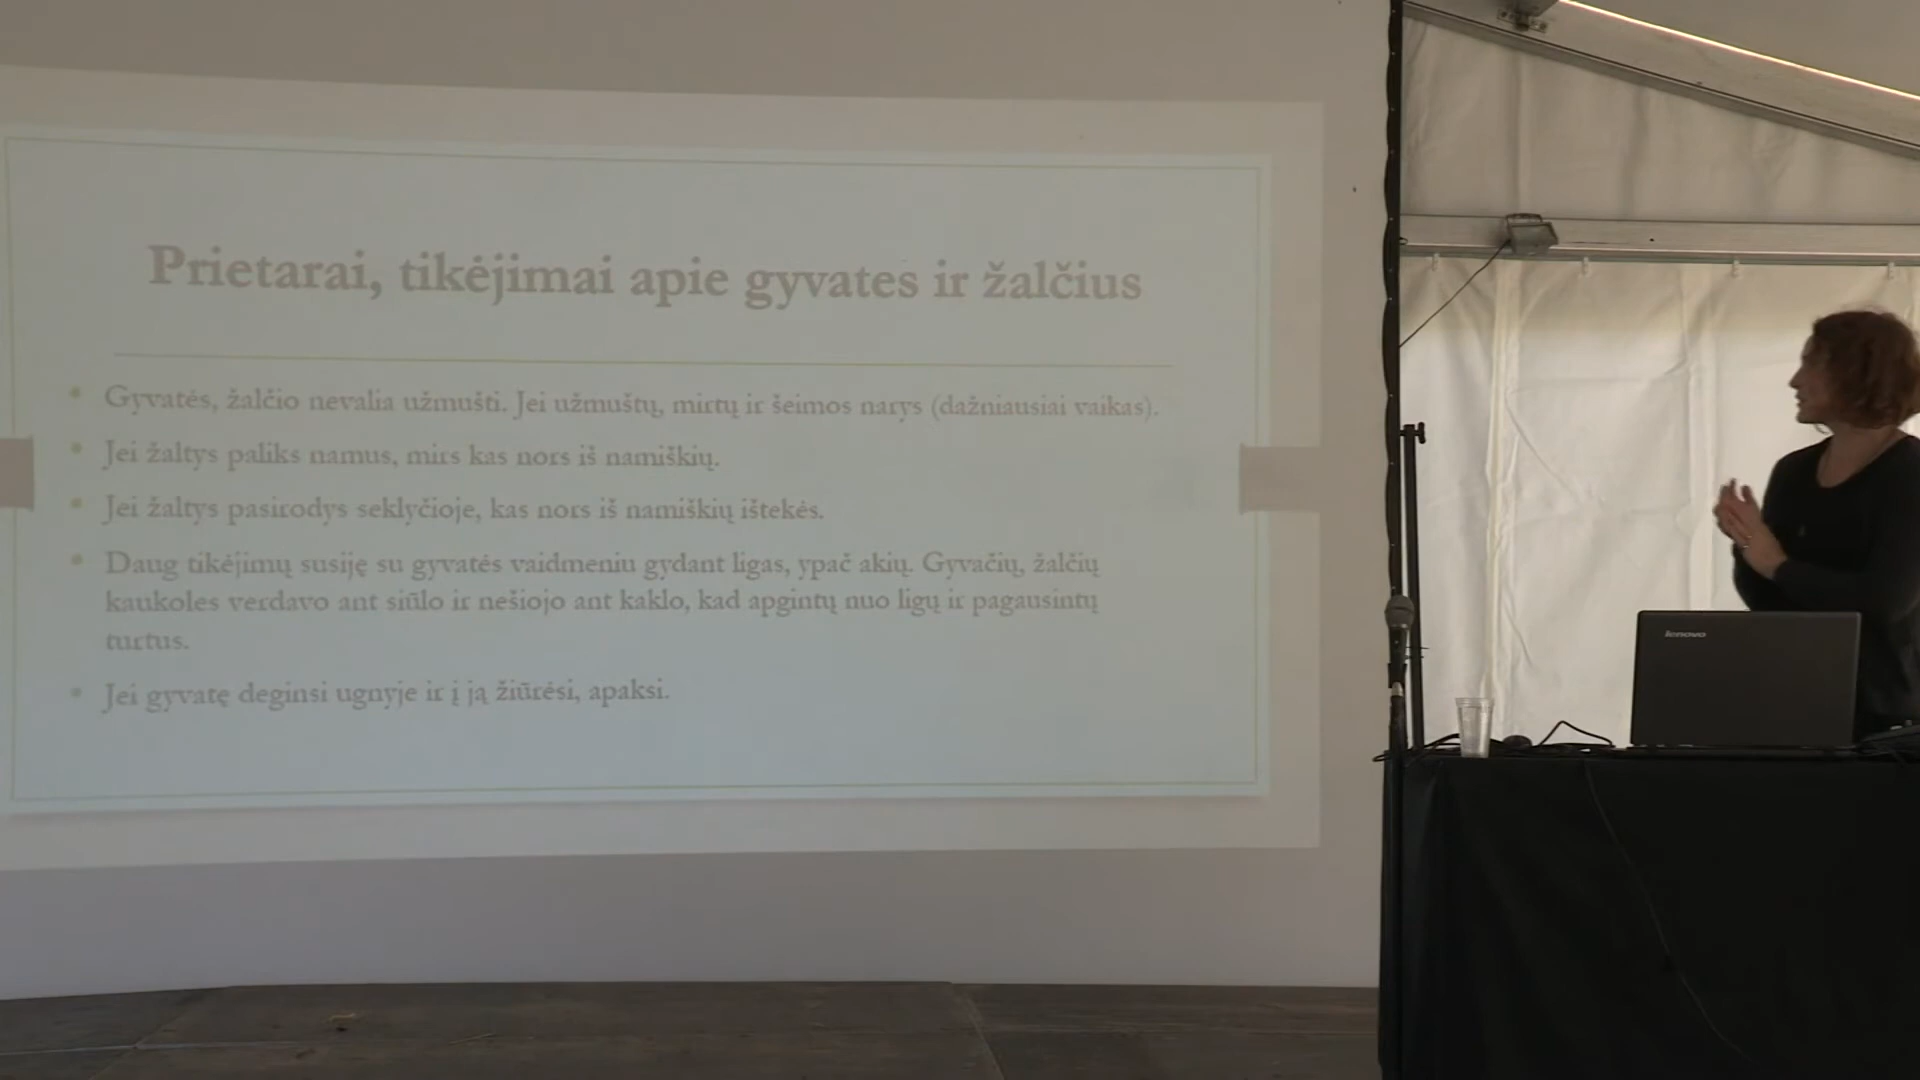 Prietarai, tikėjimai apie gyvates ir žalčius
Gyvatės, žalčio nevalia užmušti. Jei užmuštų, mirtų ir šeimos narys (dažniausiai vaikas).
Jei žaltys paliks namus, mirs kas nors iš namiškių.
Jei žaltys pasirodys seklyčioje, kas nors iš namiškių ištekės.
Daug tikėjimų susiję su gyvatės vaidmeniu gydant ligas, ypač akių. Gyvačių, žalčių
kaukoles verdavo ant siūlo ir nešiojo ant kaklo, kad apgintų nuo ligų ir pagausintų
turtus.
Jei gyvatę deginsi ugnyje ir į ją žiūrėsi, apaksi.
lenovo